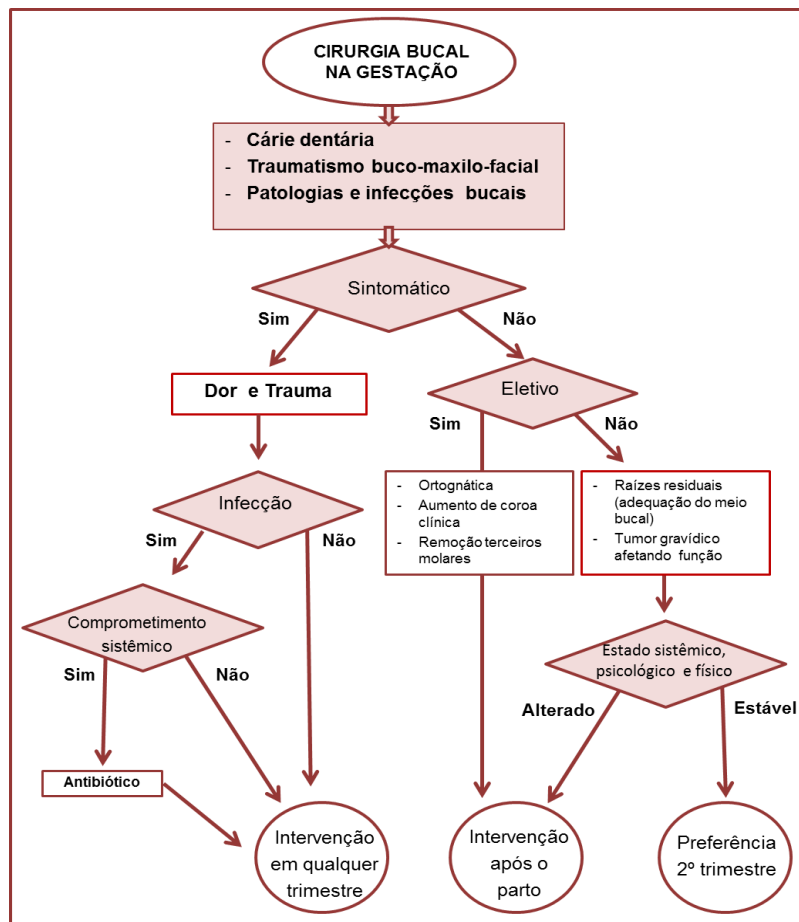 CIRURGIA BUCAL
NA GESTAÇÃO
- Cárie dentária
- Traumatismo buco-maxilo-facial
- Patologias e infecções bucais
Sintomático
Sim
Não
Dor e Trauma
Eletivo
Sim
Não
Infecção
Sim
Não
- Ortognática
- Aumento de coroa
clínica
- Remoção terceiros
molares
- Raízes residuais
(adequação do meio
bucal)
- Tumor gravídico
afetando função
Comprometimento
sistêmico
Sim
Não
Estado sistêmico,
psicológico e físico
Alterado
Estável
Antibiótico
Intervenção
em qualquer
trimestre
Intervenção
após o
parto
Preferência
2º trimestre